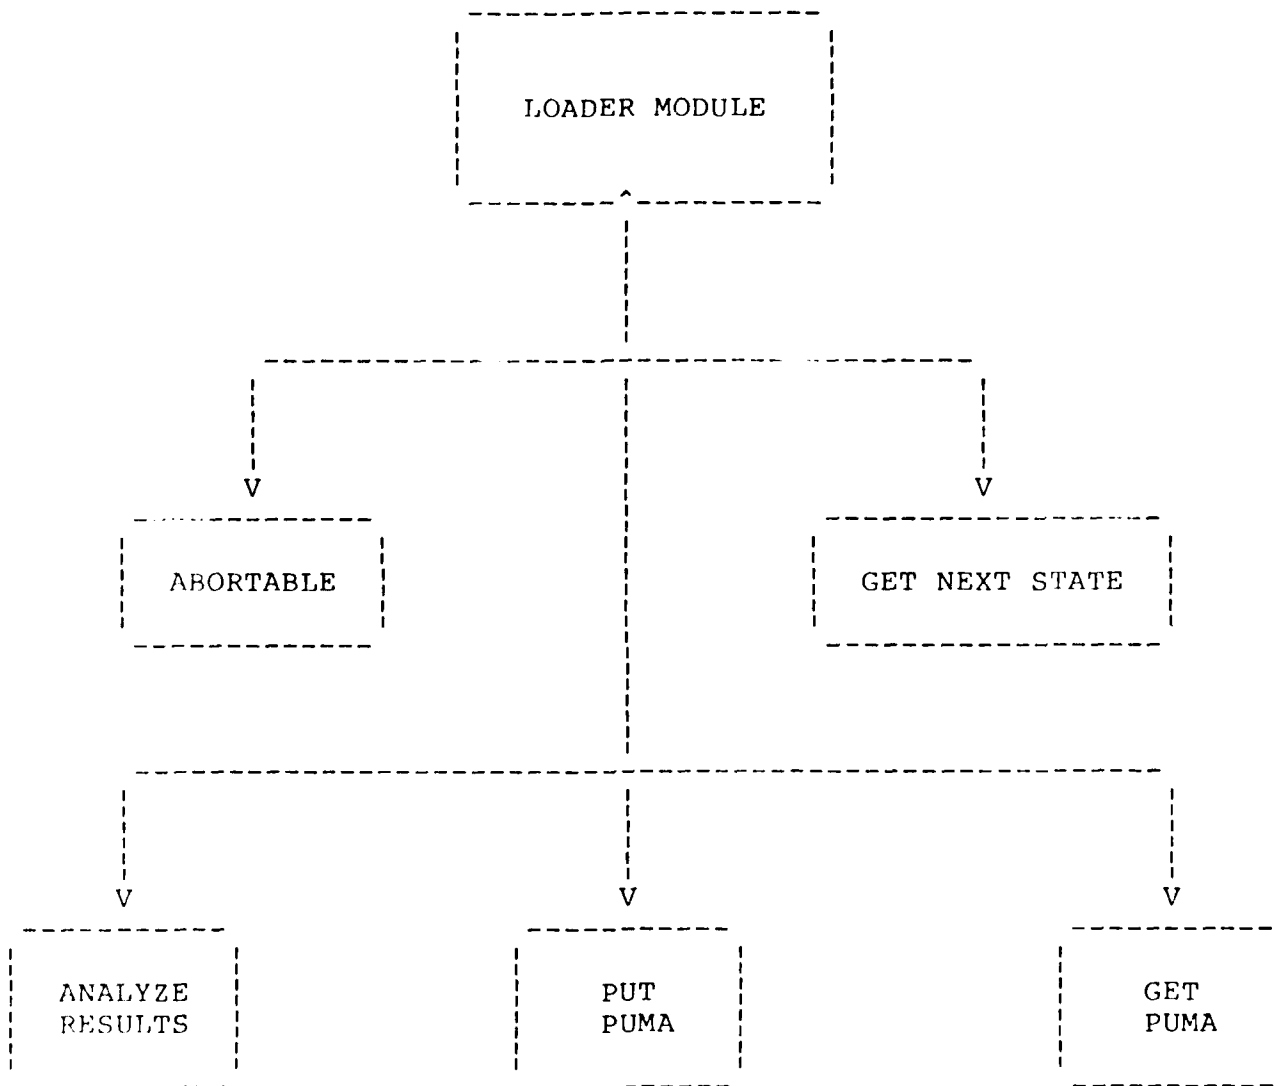 LOADER MODULE
ABORTABLE
GET NEXT STATE
ANALYZE
RESULTS
PUT
PUMA
GET
PUMA